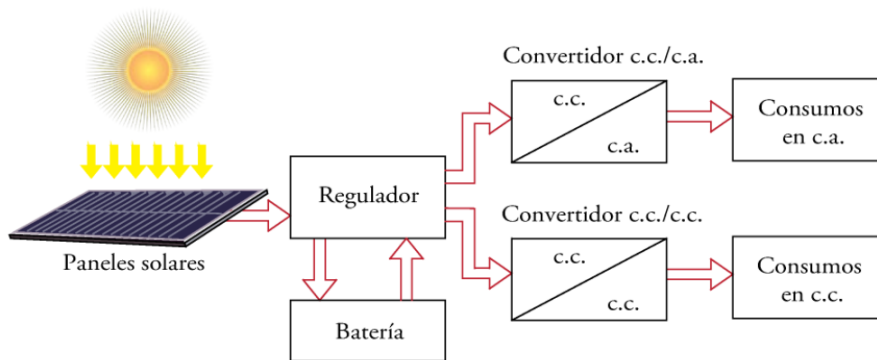 Convertidor c.c./c.a.
c.c.
c.a.
Consumos
en c.a.
Regulador
Paneles solares
Convertidor c.c./c.c.
c.c.
c.c.
Consumos
en c.c.
Batería